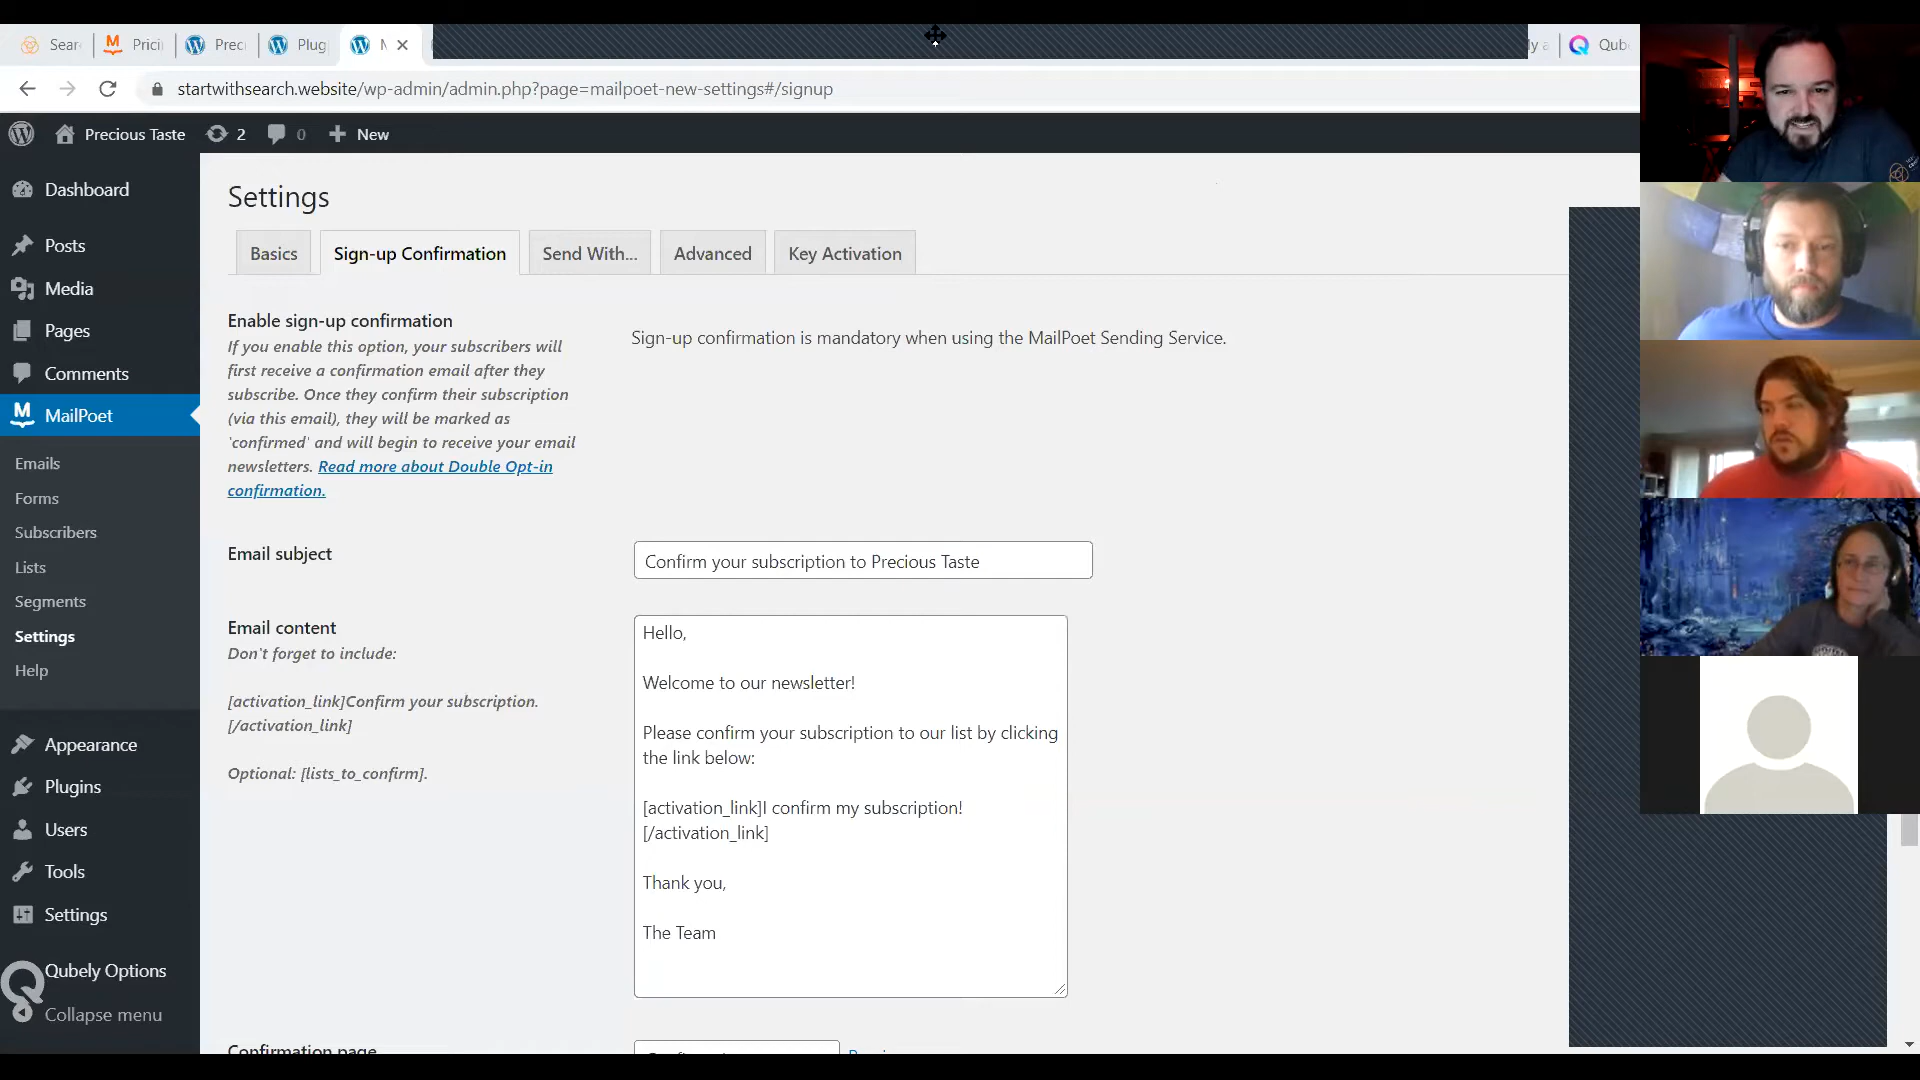 Sear
Prici
Prec
Plug
y a
Qub
startwithsearch.website/wp-admin/admin.php?page=mailpoet-new-settings#/signup
Precious Taste
2
0
New
Dashboard
Posts
Media
Pages
Comments
MailPoet
Emails
Forms
Subscribers
Lists
Segments
Settings
Help
Appearance
Plugins
Users
Tools
Settings
Qubely Options
Collapse menu
Settings
Basics
Sign-up Confirmation
Send With...
Advanced
Key Activation
Enable sign-up confirmation
If you enable this option, your subscribers will
first receive a confirmation email after they
subscribe. Once they confirm their subscription
(via this email), they will be marked as
'confirmed' and will begin to receive your email
newsletters. Read more about Double Opt-in
confirmation.
Sign-up confirmation is mandatory when using the MailPoet Sending Service.
Email subject
Confirm your subscription to Precious Taste
Email content
Don't forget to include:
[activation_link]Confirm your subscription.
[/activation_link]
Optional: [lists_to_confirm].
Hello,
Welcome to our newsletter!
Please confirm your subscription to our list by clicking
the link below:
[activation_link]I confirm my subscription!
[/activation_link]
Thank you,
The Team
Confirmation page